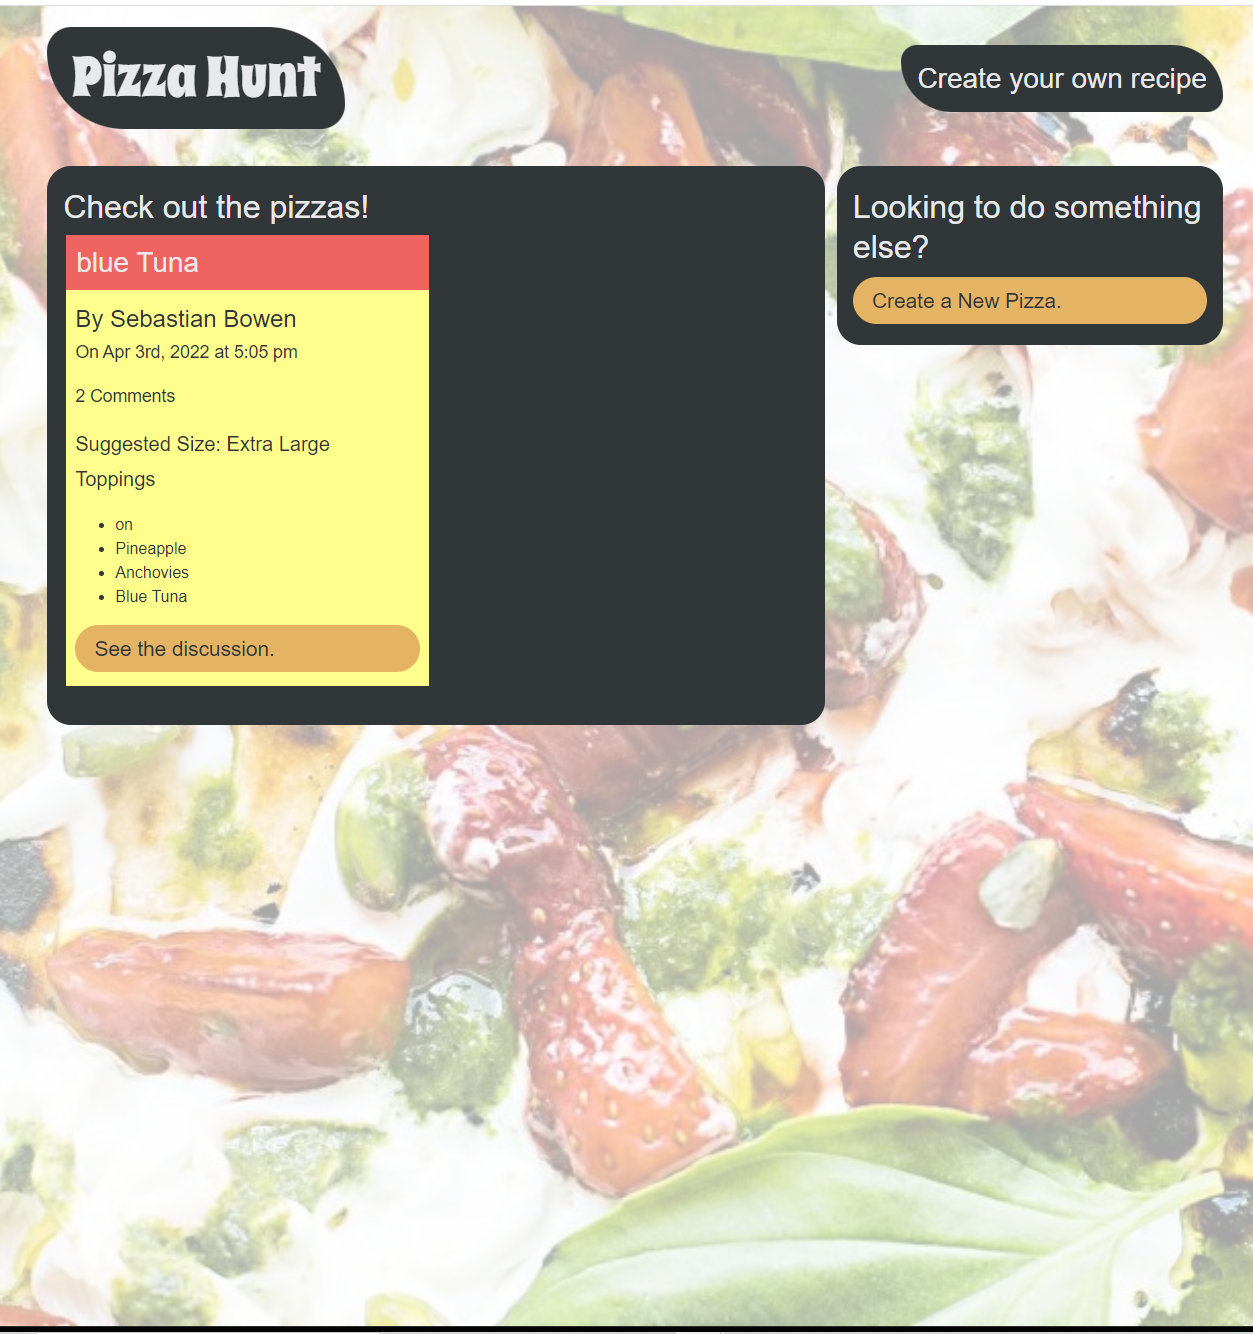 Pizza Hunt
Create your own recipe
Check out the pizzas!
blue Tuna
By Sebastian Bowen
On Apr 3rd, 2022 at 5:05 pm
2 Comments
Suggested Size: Extra Large
Toppings
on
Pineapple
Anchovies
Blue Tuna
See the discussion.
Looking to do something
else?
Create a New Pizza.